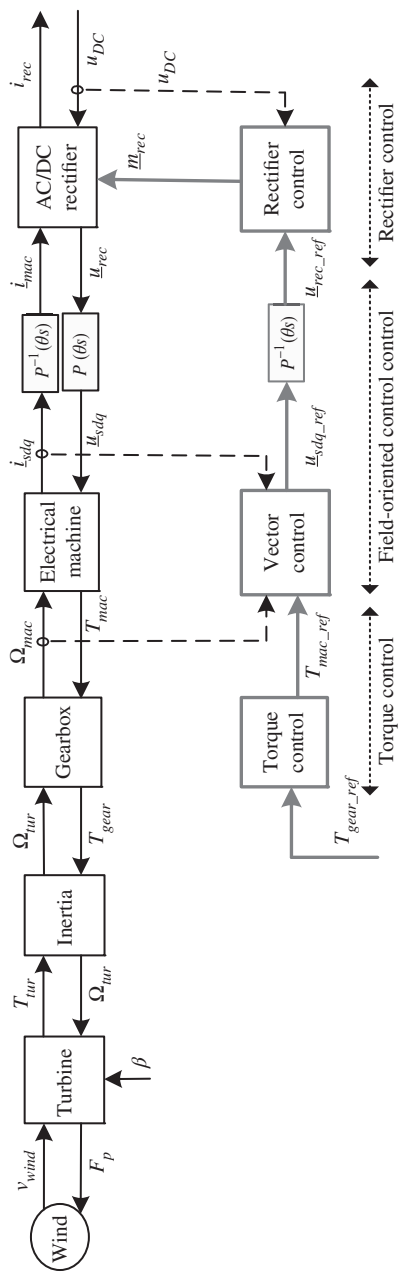 Wind
v_wind
F_p
Turbine
β
T_tur
Ω_tur
Inertia
Ω_tur
T_gear
Gearbox
Ω_mac
T_mac
Electrical
machine
i_sdq
u_sdq
P⁻¹(θs)
P (θs)
i_mac
u_rec
AC/DC
rectifier
i_rec
u_DC
u_DC
m_rec
T_gear_ref
Torque
control
T_mac_ref
Vector
control
u_sdq_ref
P⁻¹(θs)
u_rec_ref
Rectifier
control
Torque control
Field-oriented control control
Rectifier control